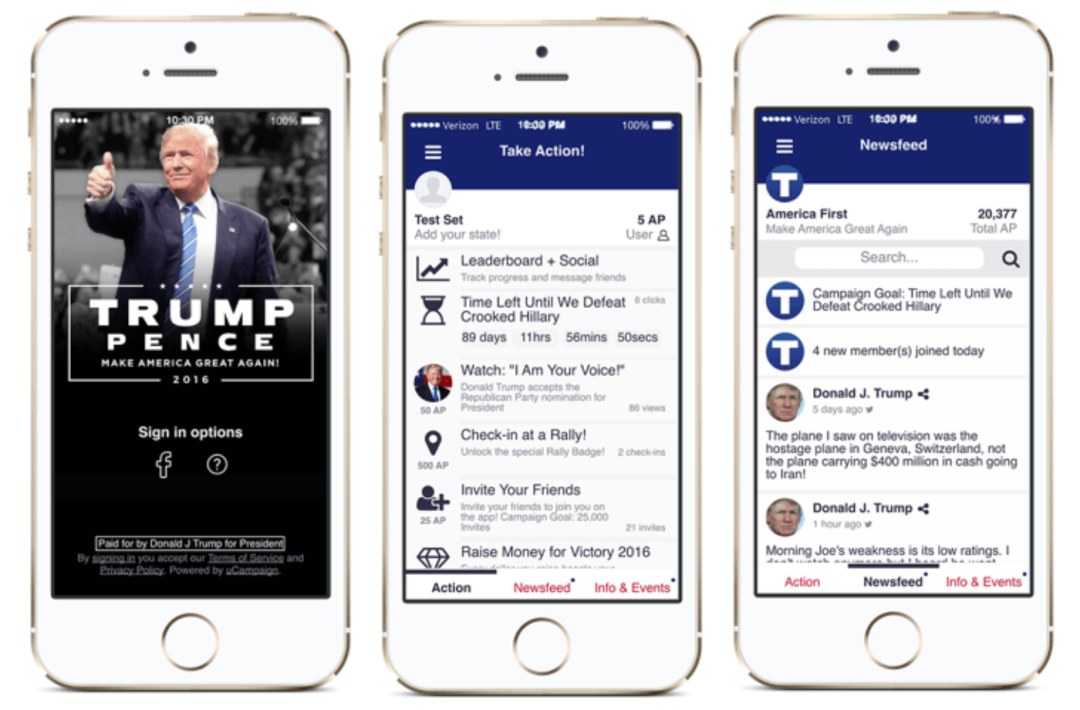 10:30 PM 100%
TRUMP
PENCE
MAKE AMERICA GREAT AGAIN!
2016
Sign in options
Paid for by Donald J Trump for President
By signing in you accept our Terms of Service and
Privacy Policy. Powered by uCampaign.
Verizon LTE 10:30 PM 100%
Take Action!
Test Set 5 AP
Add your state! User
Leaderboard + Social
Track progress and message friends
Time Left Until We Defeat 6 clicks
Crooked Hillary
89 days 11hrs 56mins 50secs
Watch: "I Am Your Voice!"
Donald Trump accepts the
Republican Party nomination for
President 86 views
50 AP
Check-in at a Rally!
Unlock the special Rally Badge! 2 check-ins
500 AP
Invite Your Friends
Invite your friends to join you on
the app! Campaign Goal: 25,000
Invites 21 invites
25 AP
Raise Money for Victory 2016
Action Newsfeed Info & Events
Verizon LTE 10:30 PM 100%
Newsfeed
T
America First 20,377
Make America Great Again Total AP
Search...
T
Campaign Goal: Time Left Until We
Defeat Crooked Hillary
T
4 new member(s) joined today
Donald J. Trump
5 days ago
The plane I saw on television was the
hostage plane in Geneva, Switzerland, not
the plane carrying $400 million in cash going
to Iran!
Donald J. Trump
1 hour ago
Morning Joe's weakness is its low ratings. I
Action Newsfeed Info & Events